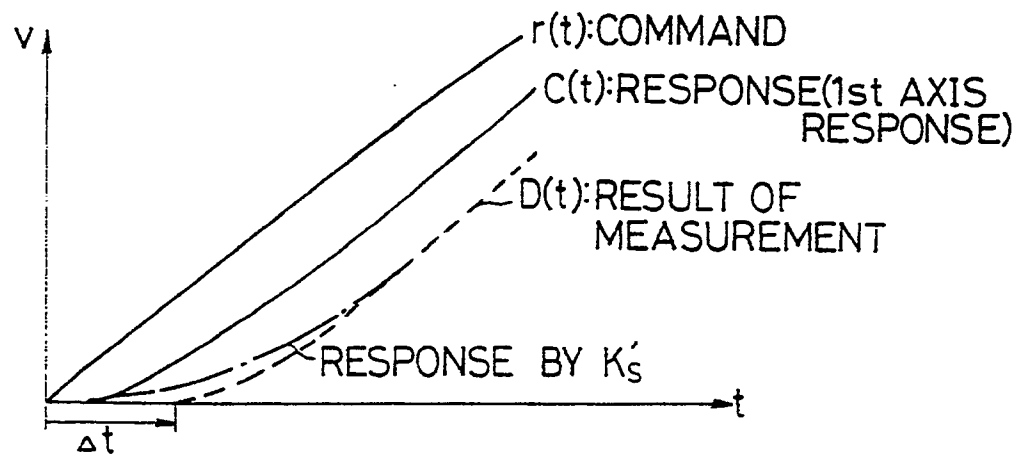 V
r(t):COMMAND
C(t):RESPONSE(1st AXIS
RESPONSE)
D(t):RESULT OF
MEASUREMENT
RESPONSE BY K's
t
Δt